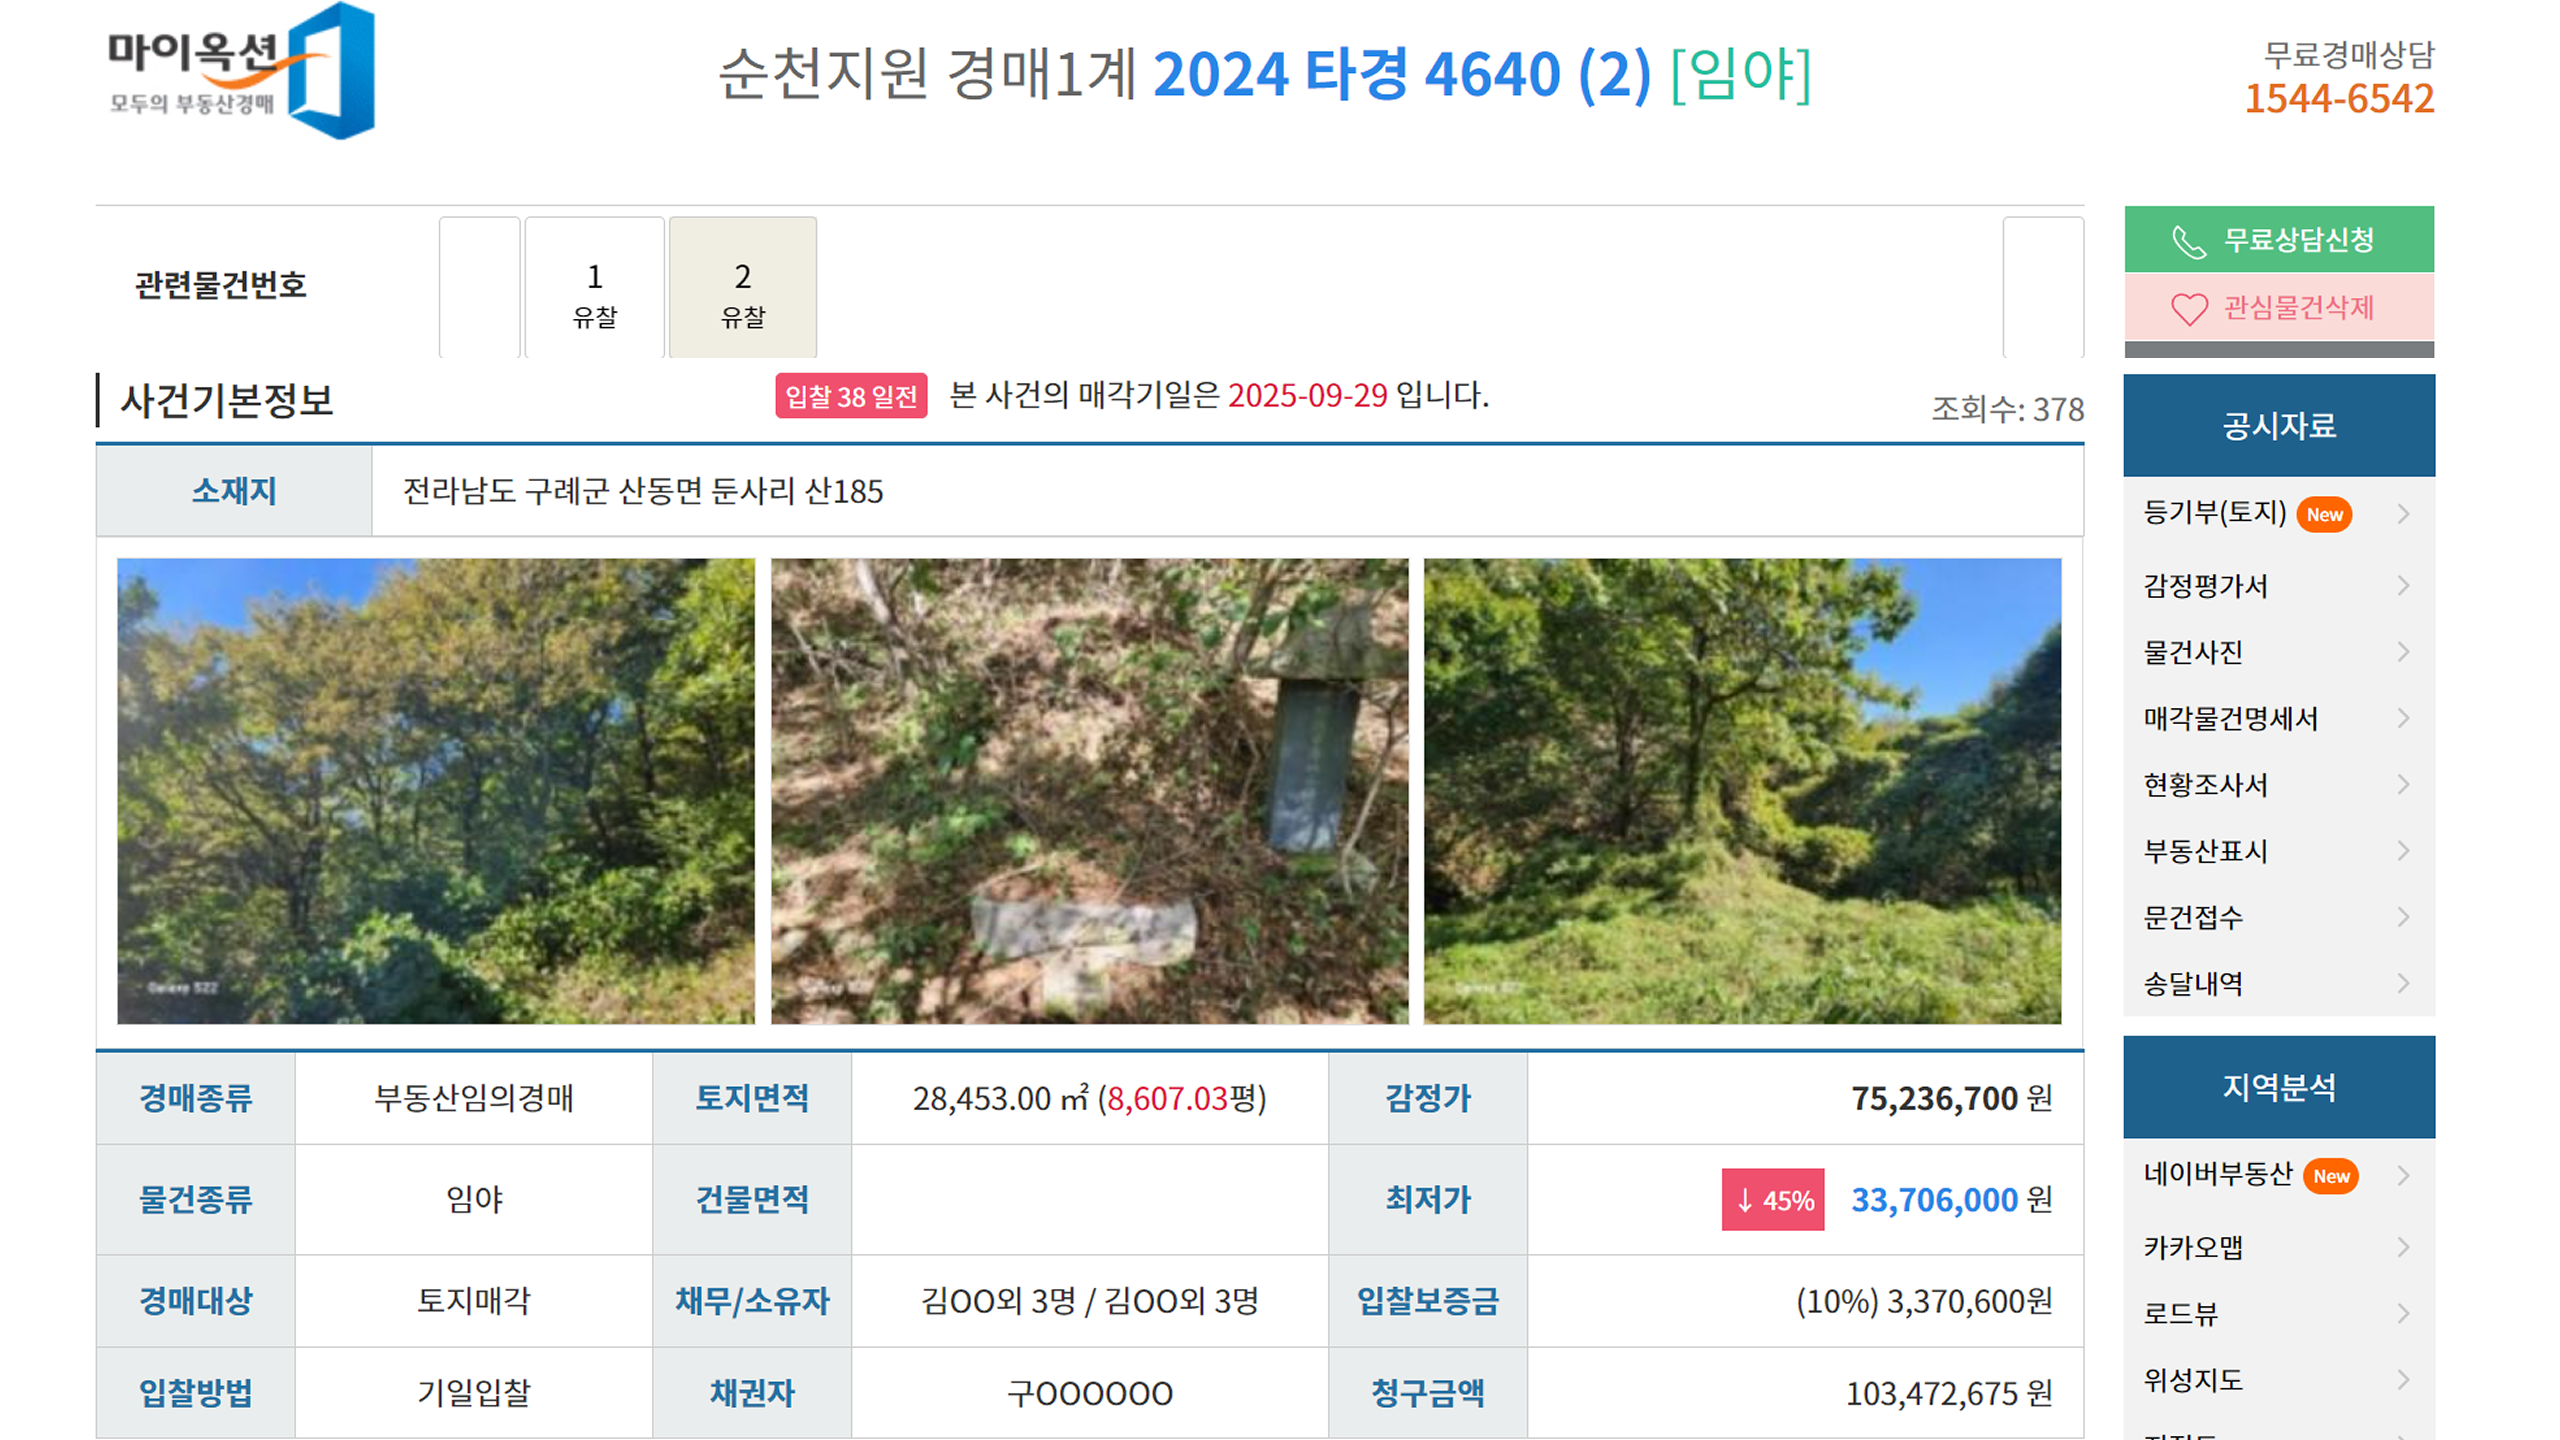 마이옥션
모두의 부동산경매
순천지원 경매1계 2024 타경 4640 (2) [임야]
무료경매상담
1544-6542
관련물건번호
1
유찰
2
유찰
무료상담신청
관심물건삭제
사건기본정보
입찰 38 일전 본 사건의 매각기일은 2025-09-29 입니다.
조회수: 378
소재지 전라남도 구례군 산동면 둔사리 산185
Galaxy S22
경매종류 부동산임의경매 토지면적 28,453.00 ㎡ (8,607.03평) 감정가 75,236,700 원
물건종류 임야 건물면적 최저가 ↓ 45% 33,706,000 원
경매대상 토지매각 채무/소유자 김OO외 3명 / 김OO외 3명 입찰보증금 (10%) 3,370,600원
입찰방법 기일입찰 채권자 구OOOOOO 청구금액 103,472,675 원
공시자료
등기부(토지) New
감정평가서
물건사진
매각물건명세서
현황조사서
부동산표시
문건접수
송달내역
지역분석
네이버부동산 New
카카오맵
로드뷰
위성지도